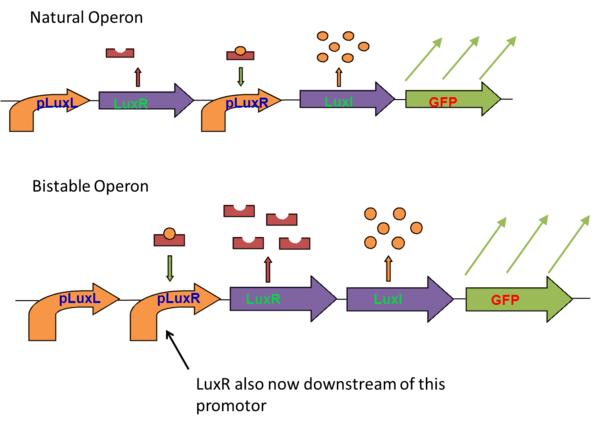 Natural Operon
pLuxL LuxR pLuxR LuxI GFP
Bistable Operon
pLuxL pLuxR LuxR LuxI GFP
LuxR also now downstream of this
promotor